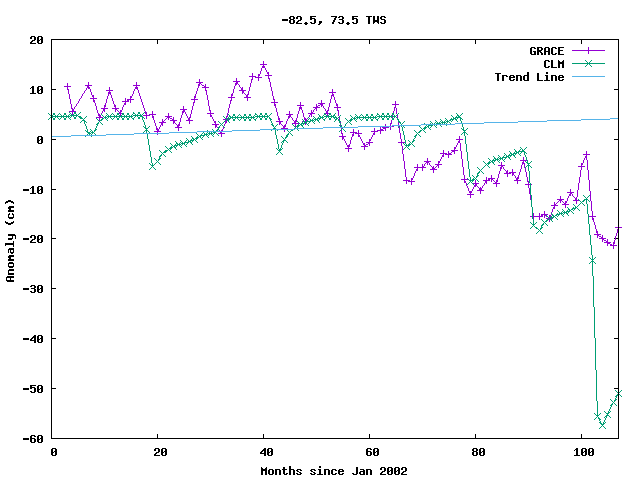 -82.5, 73.5 TWS
GRACE
CLM
Trend Line
20
10
0
-10
-20
-30
-40
-50
-60
Anomaly (cm)
0 20 40 60 80 100
Months since Jan 2002